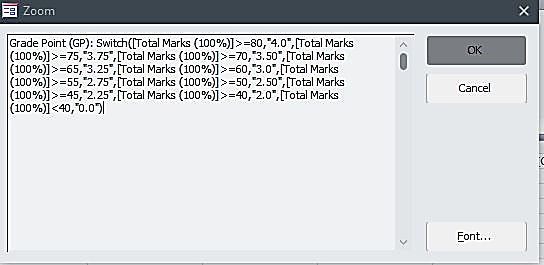 Zoom
Grade Point (GP): Switch([Total Marks (100%)]>=80,"4.0",[Total Marks
(100%)]>=75,"3.75",[Total Marks (100%)]>=70,"3.50",[Total Marks
(100%)]>=65,"3.25",[Total Marks (100%)]>=60,"3.0",[Total Marks
(100%)]>=55,"2.75",[Total Marks (100%)]>=50,"2.50",[Total Marks
(100%)]>=45,"2.25",[Total Marks (100%)]>=40,"2.0",[Total Marks
(100%)]<40,"0.0")
OK
Cancel
Font...